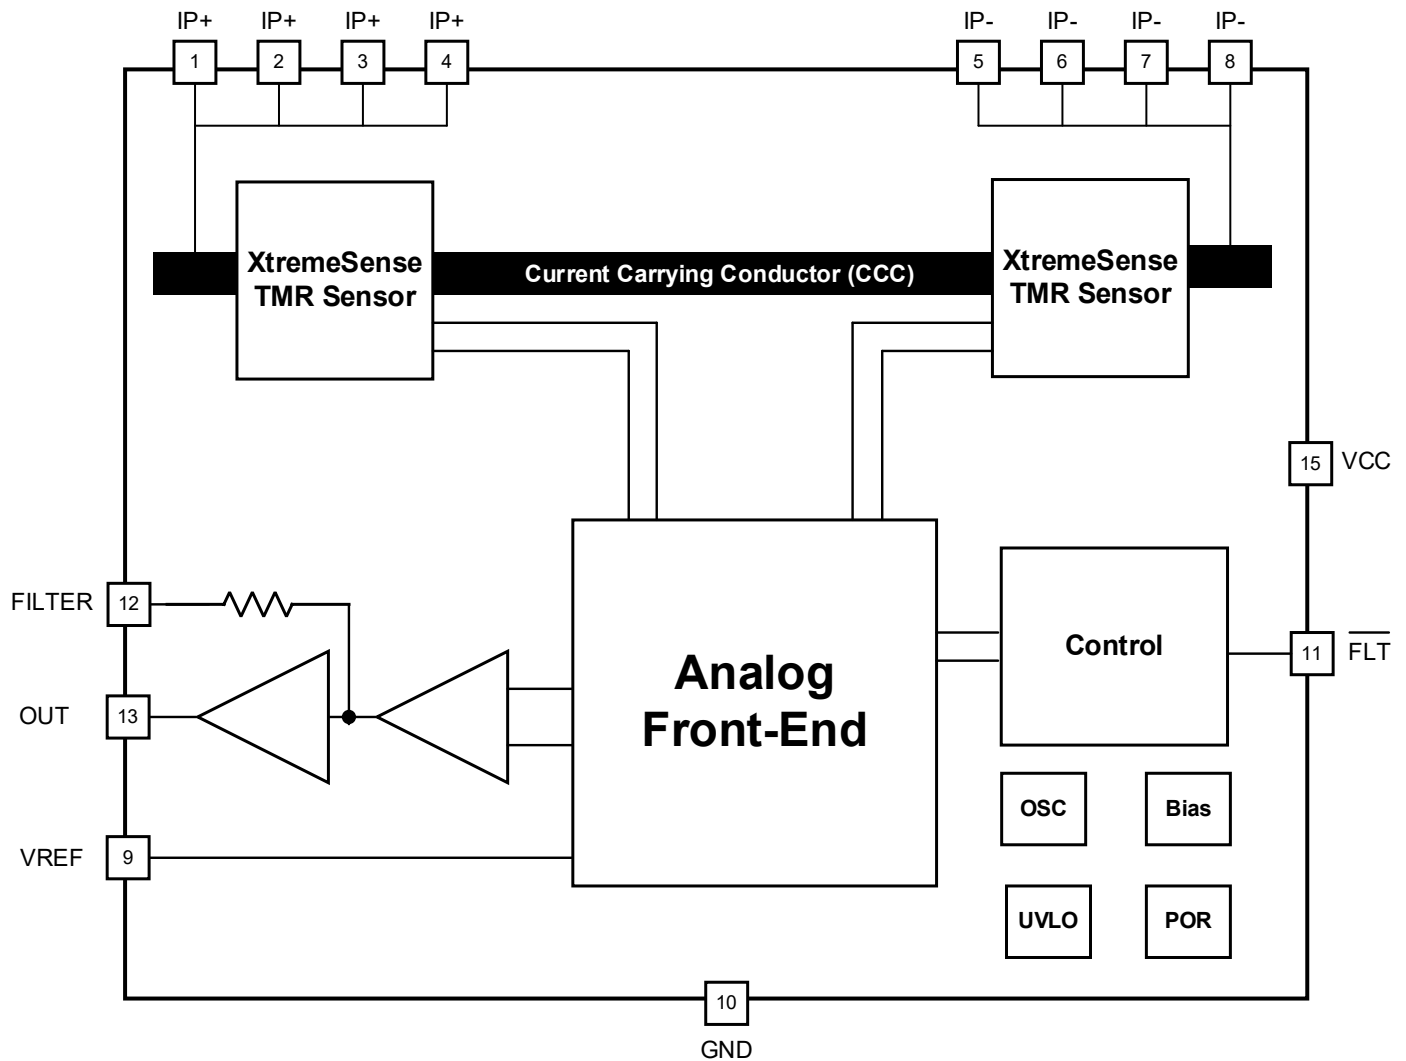 IP+ IP+ IP+ IP+ IP- IP- IP- IP-
1 2 3 4 5 6 7 8
XtremeSense
TMR Sensor
Current Carrying Conductor (CCC)
XtremeSense
TMR Sensor
15 VCC
FILTER 12
Analog
Front-End
Control
11 FLT
OUT 13
OSC Bias
VREF 9
UVLO POR
10
GND